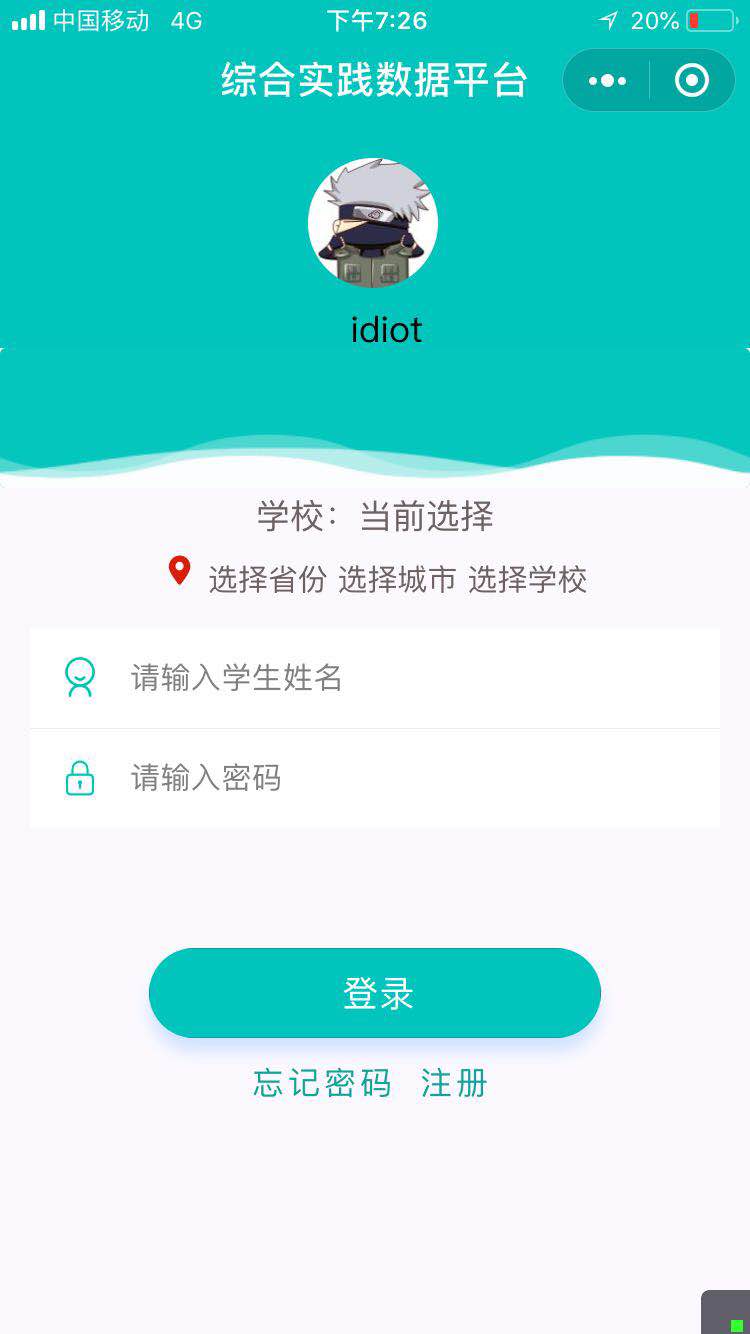 中国移动 4G 下午7:26 20%
综合实践数据平台
idiot
学校：当前选择
选择省份 选择城市 选择学校
请输入学生姓名
请输入密码
登录
忘记密码 注册